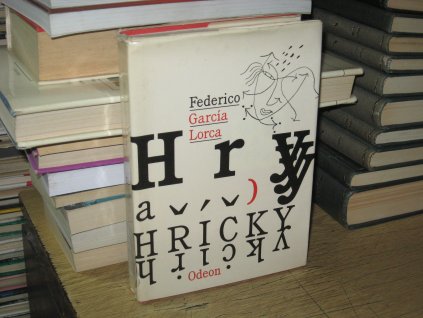 Federico
García
Lorca
Hry
a
HŘÍČKY
Odeon